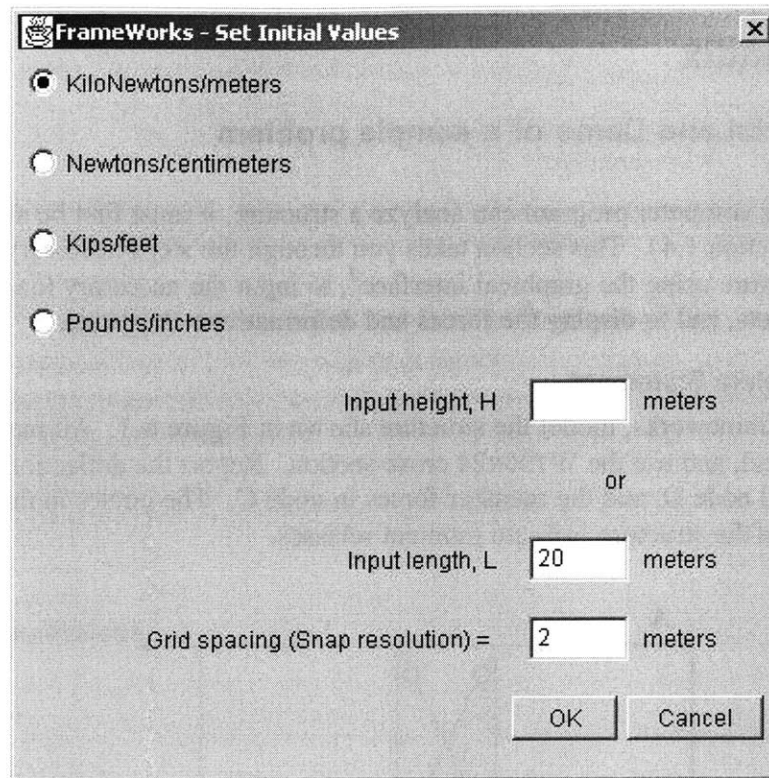 FrameWorks - Set Initial Values
KiloNewtons/meters
Newtons/centimeters
Kips/feet
Pounds/inches
Input height, H meters
or
Input length, L 20 meters
Grid spacing (Snap resolution) = 2 meters
OK Cancel